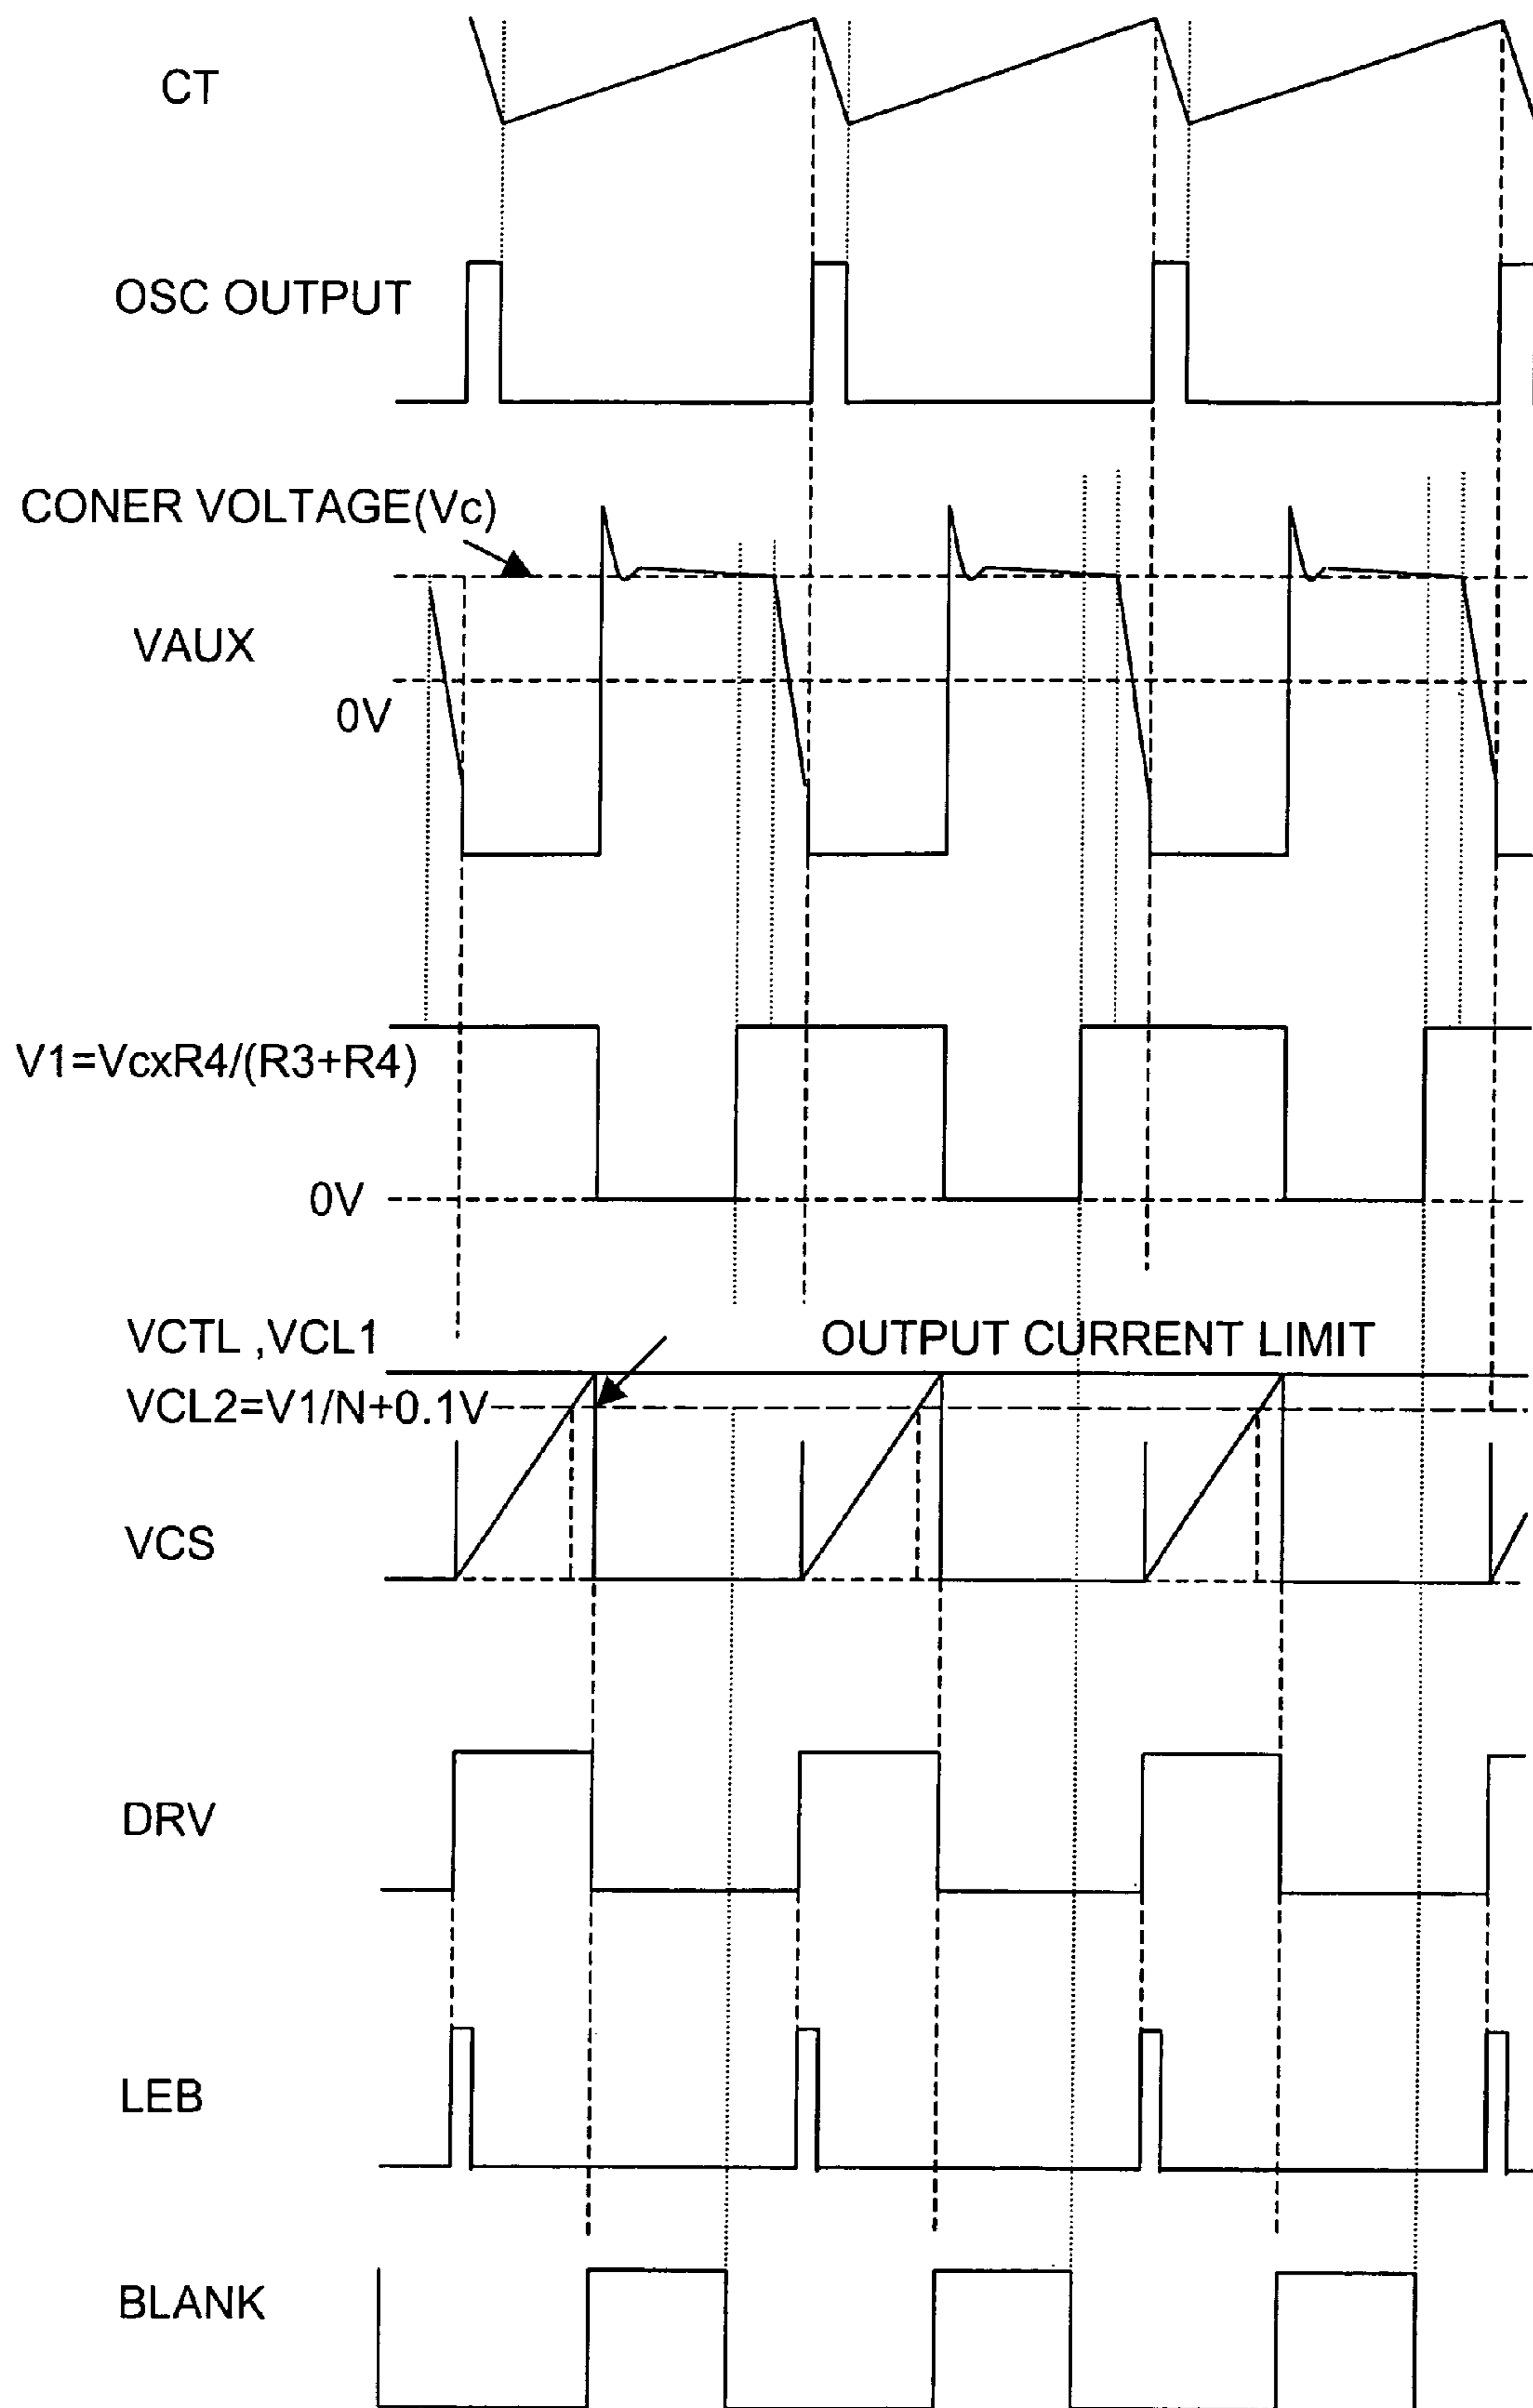 CT
OSC OUTPUT
CONER VOLTAGE(Vc)
VAUX
0V
V1=VcxR4/(R3+R4)
0V
VCTL ,VCL1
OUTPUT CURRENT LIMIT
VCL2=V1/N+0.1V
VCS
DRV
LEB
BLANK